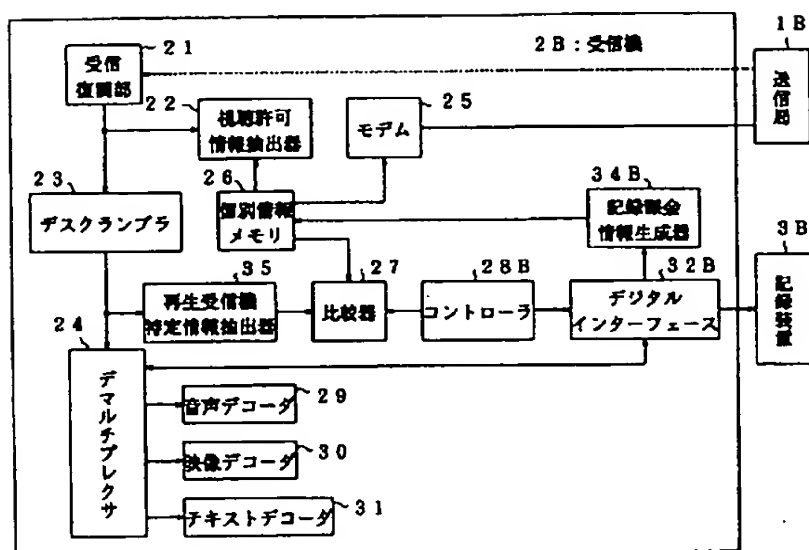 21
2B:受信機
1B
受信
復調部
22
25
送信局
視聴許可
情報抽出器
モデム
23
26
34B
デスクランブラ
個別情報
メモリ
記録課金
情報生成器
3B
35
27
28B
32B
再生受信機
特定情報抽出器
比較器
コントローラ
デジタル
インターフェース
記録装置
24
デマルチプレクサ
音声デコーダ
29
映像デコーダ
30
テキストデコーダ
31